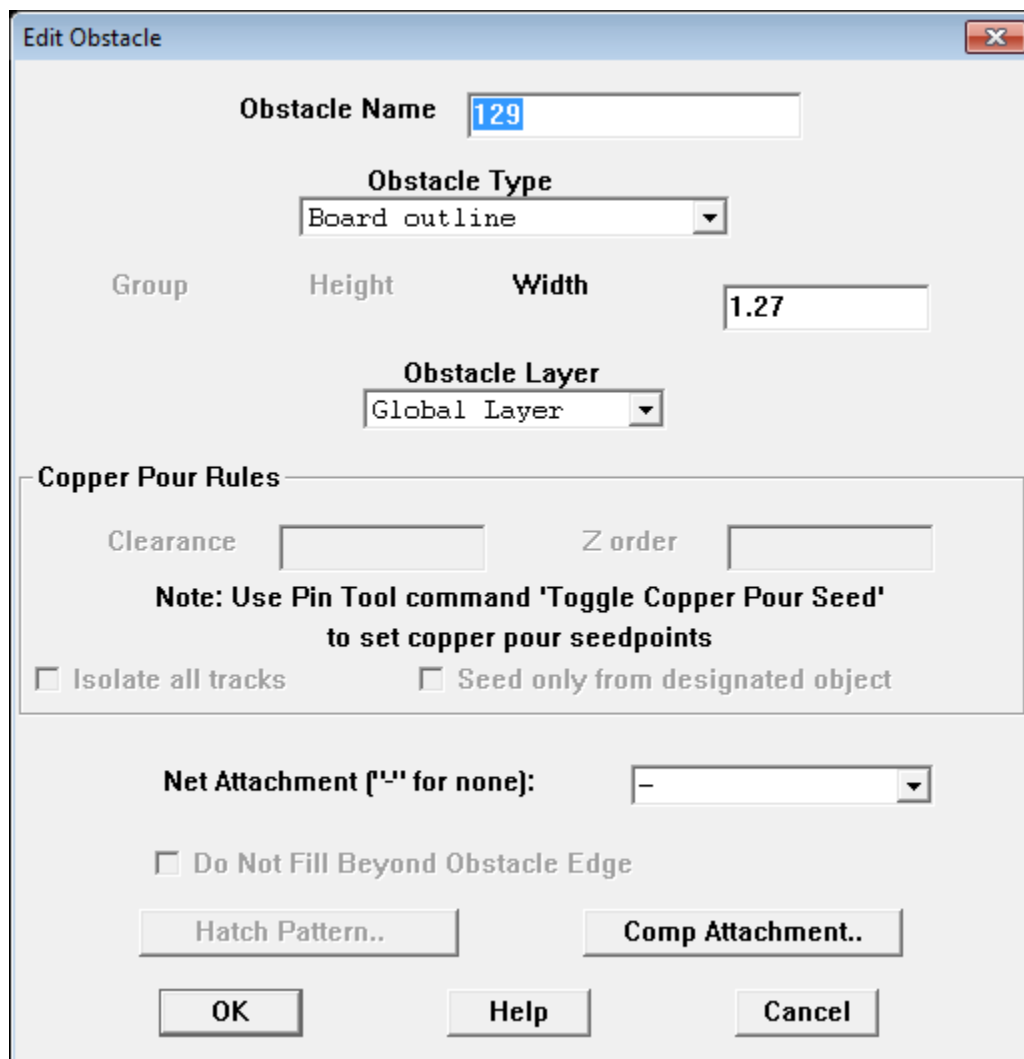 Edit Obstacle
Obstacle Name 129
Obstacle Type
Board outline
Group Height Width 1.27
Obstacle Layer
Global Layer
Copper Pour Rules
Clearance Z order
Note: Use Pin Tool command 'Toggle Copper Pour Seed'
to set copper pour seedpoints
Isolate all tracks Seed only from designated object
Net Attachment ("-" for none): -
Do Not Fill Beyond Obstacle Edge
Hatch Pattern.. Comp Attachment..
OK Help Cancel